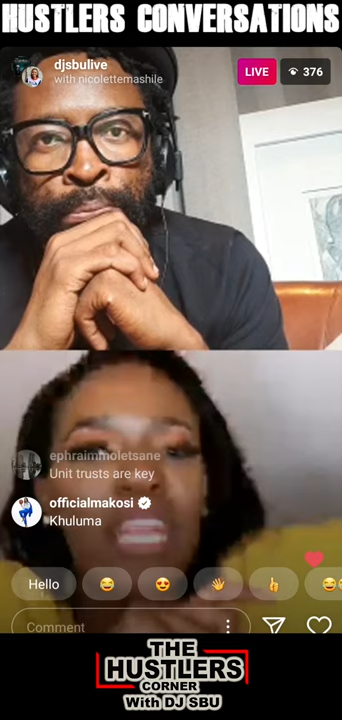 HUSTLERS CONVERSATIONS
djsbulive
with nicolettemashile
LIVE
376
ephraimmoletsane
Unit trusts are key
officialmakosi
Khuluma
Hello
Comment
THE
HUSTLERS
CORNER
With DJ SBU